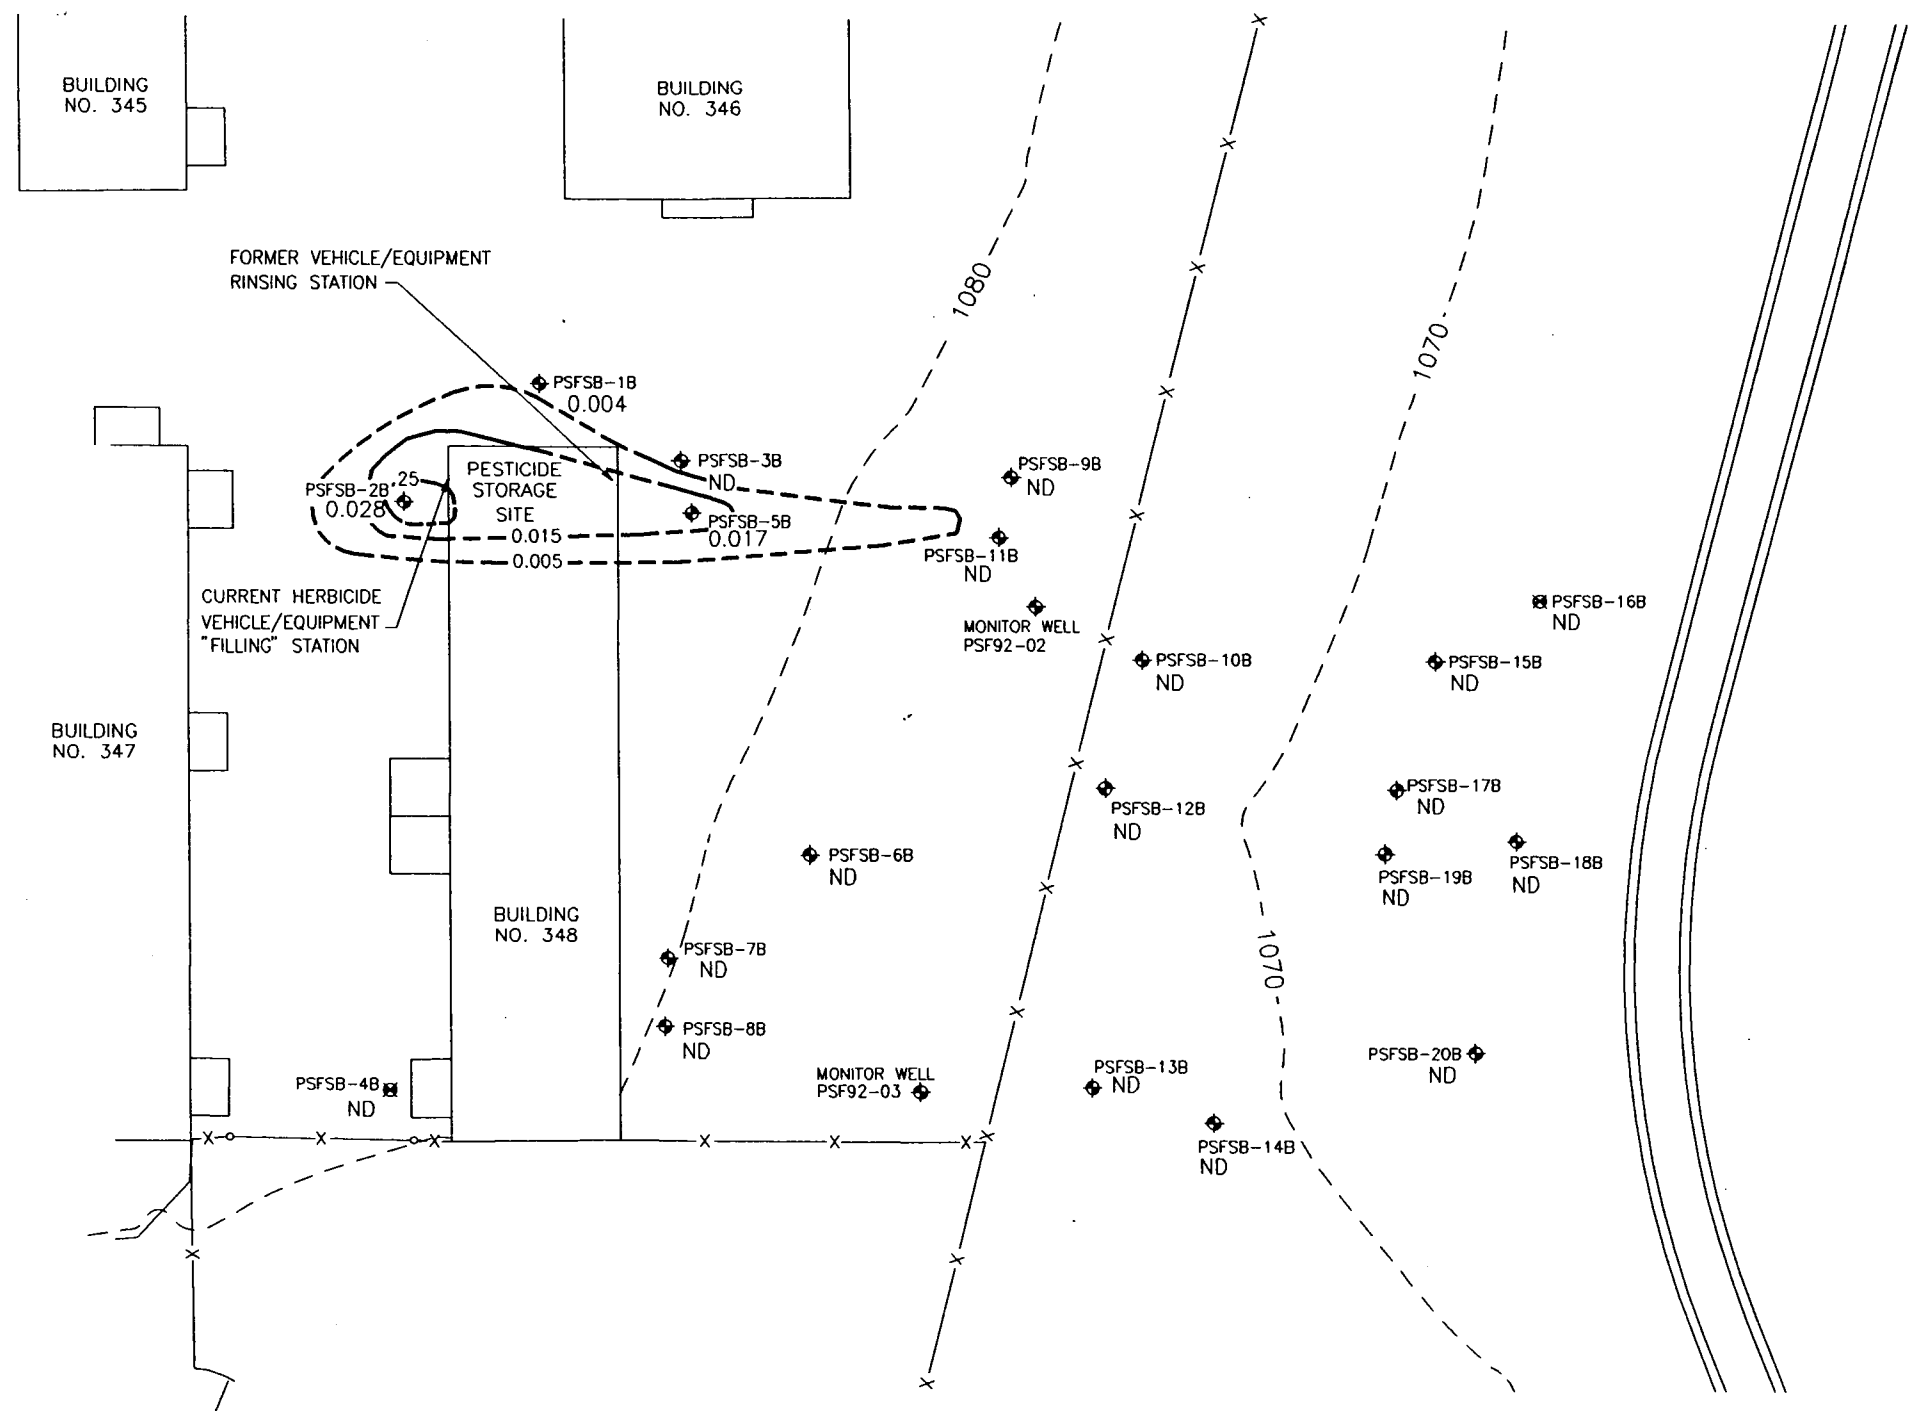 BUILDING
NO. 345
BUILDING
NO. 346
FORMER VEHICLE/EQUIPMENT
RINSING STATION
1080
1070
PSFSB-1B
0.004
PSFSB-3B
ND
PSFSB-9B
ND
PESTICIDE
STORAGE
SITE
.25
PSFSB-2B
0.028
PSFSB-5B
0.017
0.015
0.005
PSFSB-11B
ND
CURRENT HERBICIDE
VEHICLE/EQUIPMENT
"FILLING" STATION
MONITOR WELL
PSF92-02
PSFSB-16B
ND
PSFSB-10B
ND
PSFSB-15B
ND
BUILDING
NO. 347
PSFSB-12B
ND
PSFSB-17B
ND
PSFSB-6B
ND
PSFSB-19B
ND
PSFSB-18B
ND
BUILDING
NO. 348
PSFSB-7B
ND
1070
PSFSB-8B
ND
PSFSB-4B
ND
MONITOR WELL
PSF92-03
PSFSB-13B
ND
PSFSB-20B
ND
PSFSB-14B
ND